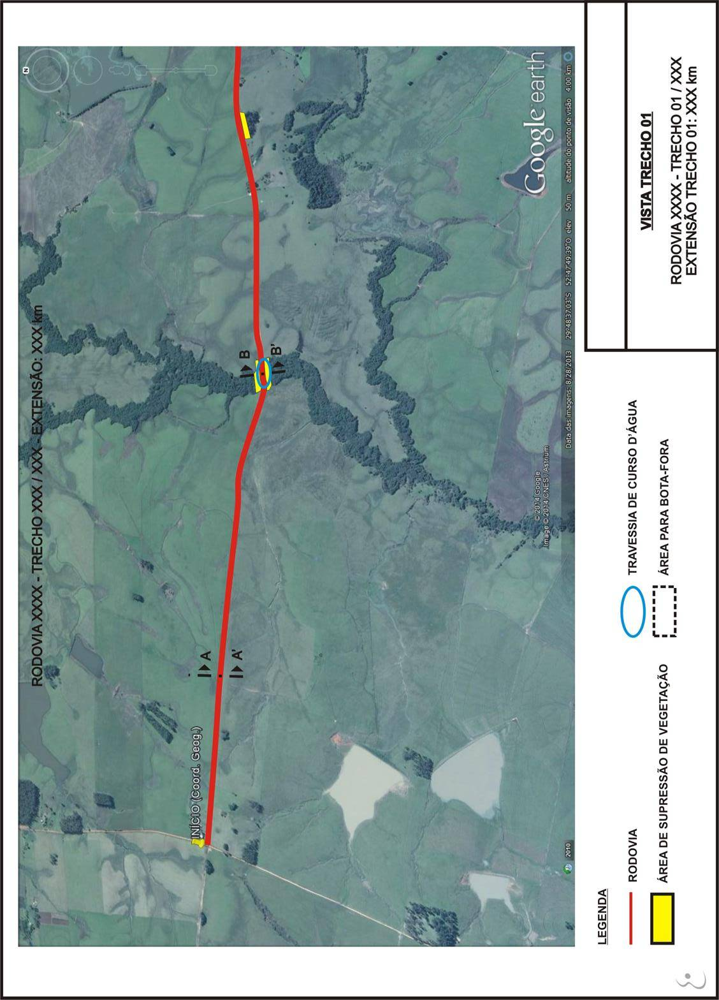 RODOVIA XXXX - TRECHO XXX / XXX - EXTENSÃO: XXX km
N
INÍCIO (Coord. Geog.)
A
A'
B
B'
Google earth
© 2014 Google
Image © 2014 CNES / Astrium
2010
Data das imagens: 8/28/2013 29°48'37.03"S 52°47'49.39"O elev 50 m altitude do ponto de visão 4.00 km
LEGENDA
RODOVIA
TRAVESSIA DE CURSO D'ÁGUA
ÁREA DE SUPRESSÃO DE VEGETAÇÃO
ÁREA PARA BOTA-FORA
VISTA TRECHO 01
RODOVIA XXXX - TRECHO 01 / XXX
EXTENSÃO TRECHO 01: XXX km